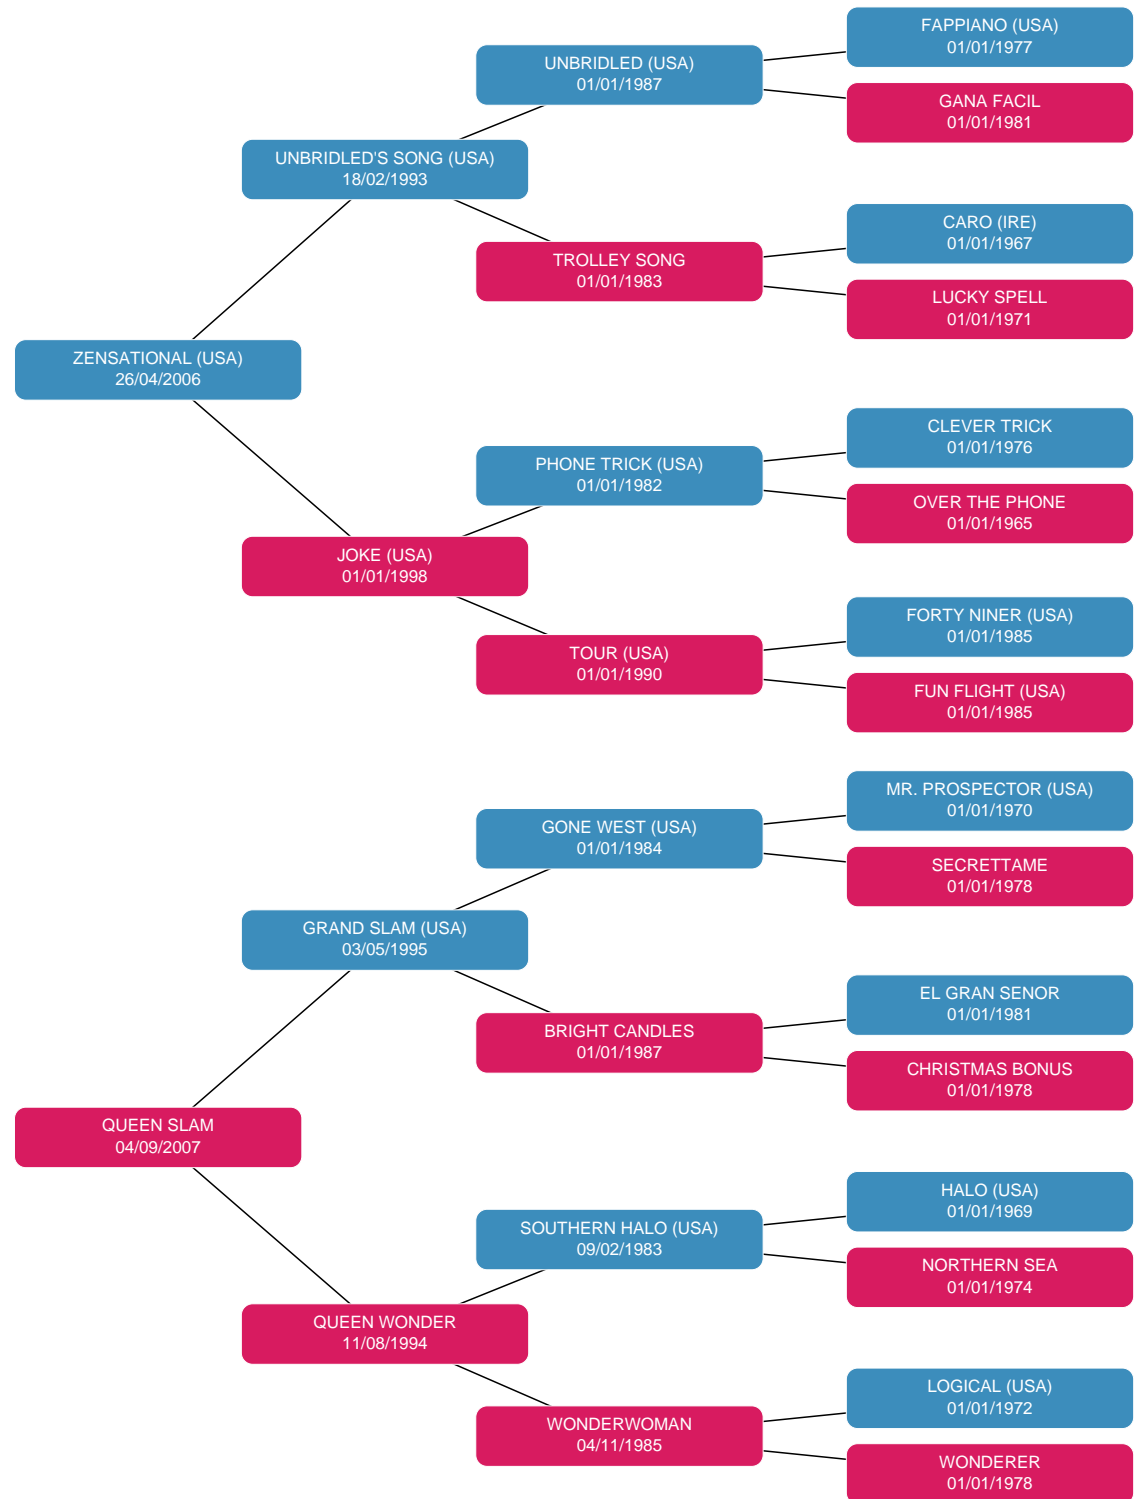 FAPPIANO (USA)
01/01/1977
UNBRIDLED (USA)
01/01/1987
GANA FACIL
01/01/1981
UNBRIDLED'S SONG (USA)
18/02/1993
CARO (IRE)
01/01/1967
TROLLEY SONG
01/01/1983
LUCKY SPELL
01/01/1971
ZENSATIONAL (USA)
26/04/2006
CLEVER TRICK
01/01/1976
PHONE TRICK (USA)
01/01/1982
OVER THE PHONE
01/01/1965
JOKE (USA)
01/01/1998
FORTY NINER (USA)
01/01/1985
TOUR (USA)
01/01/1990
FUN FLIGHT (USA)
01/01/1985
MR. PROSPECTOR (USA)
01/01/1970
GONE WEST (USA)
01/01/1984
SECRETTAME
01/01/1978
GRAND SLAM (USA)
03/05/1995
EL GRAN SENOR
01/01/1981
BRIGHT CANDLES
01/01/1987
CHRISTMAS BONUS
01/01/1978
QUEEN SLAM
04/09/2007
HALO (USA)
01/01/1969
SOUTHERN HALO (USA)
09/02/1983
NORTHERN SEA
01/01/1974
QUEEN WONDER
11/08/1994
LOGICAL (USA)
01/01/1972
WONDERWOMAN
04/11/1985
WONDERER
01/01/1978